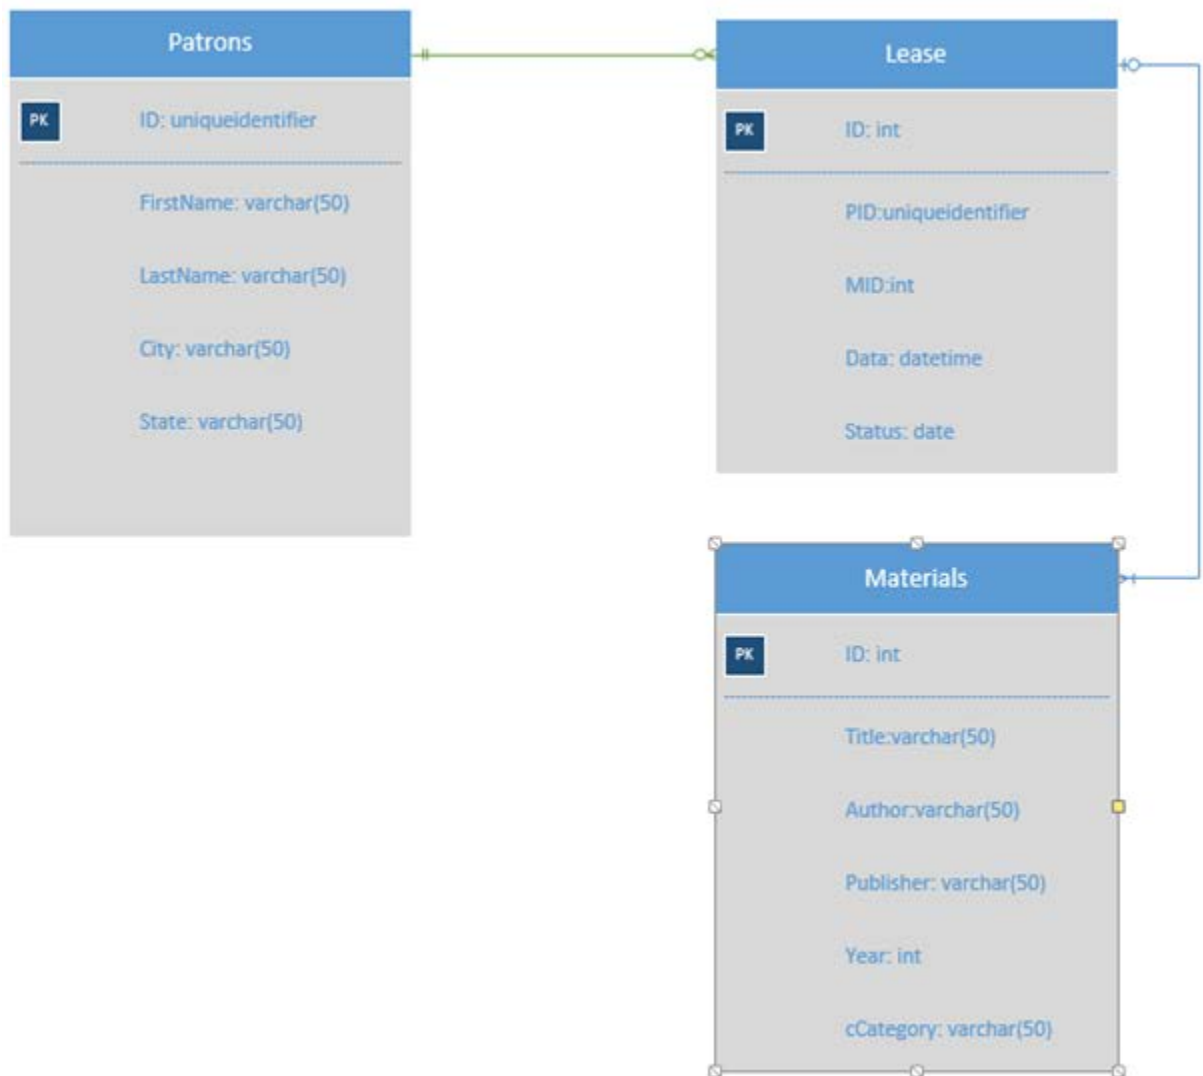 Patrons
PK
ID: uniqueidentifier
FirstName: varchar(50)
LastName: varchar(50)
City: varchar(50)
State: varchar(50)
Lease
PK
ID: int
PID:uniqueidentifier
MID:int
Data: datetime
Status: date
Materials
PK
ID: int
Title:varchar(50)
Author:varchar(50)
Publisher: varchar(50)
Year: int
cCategory: varchar(50)